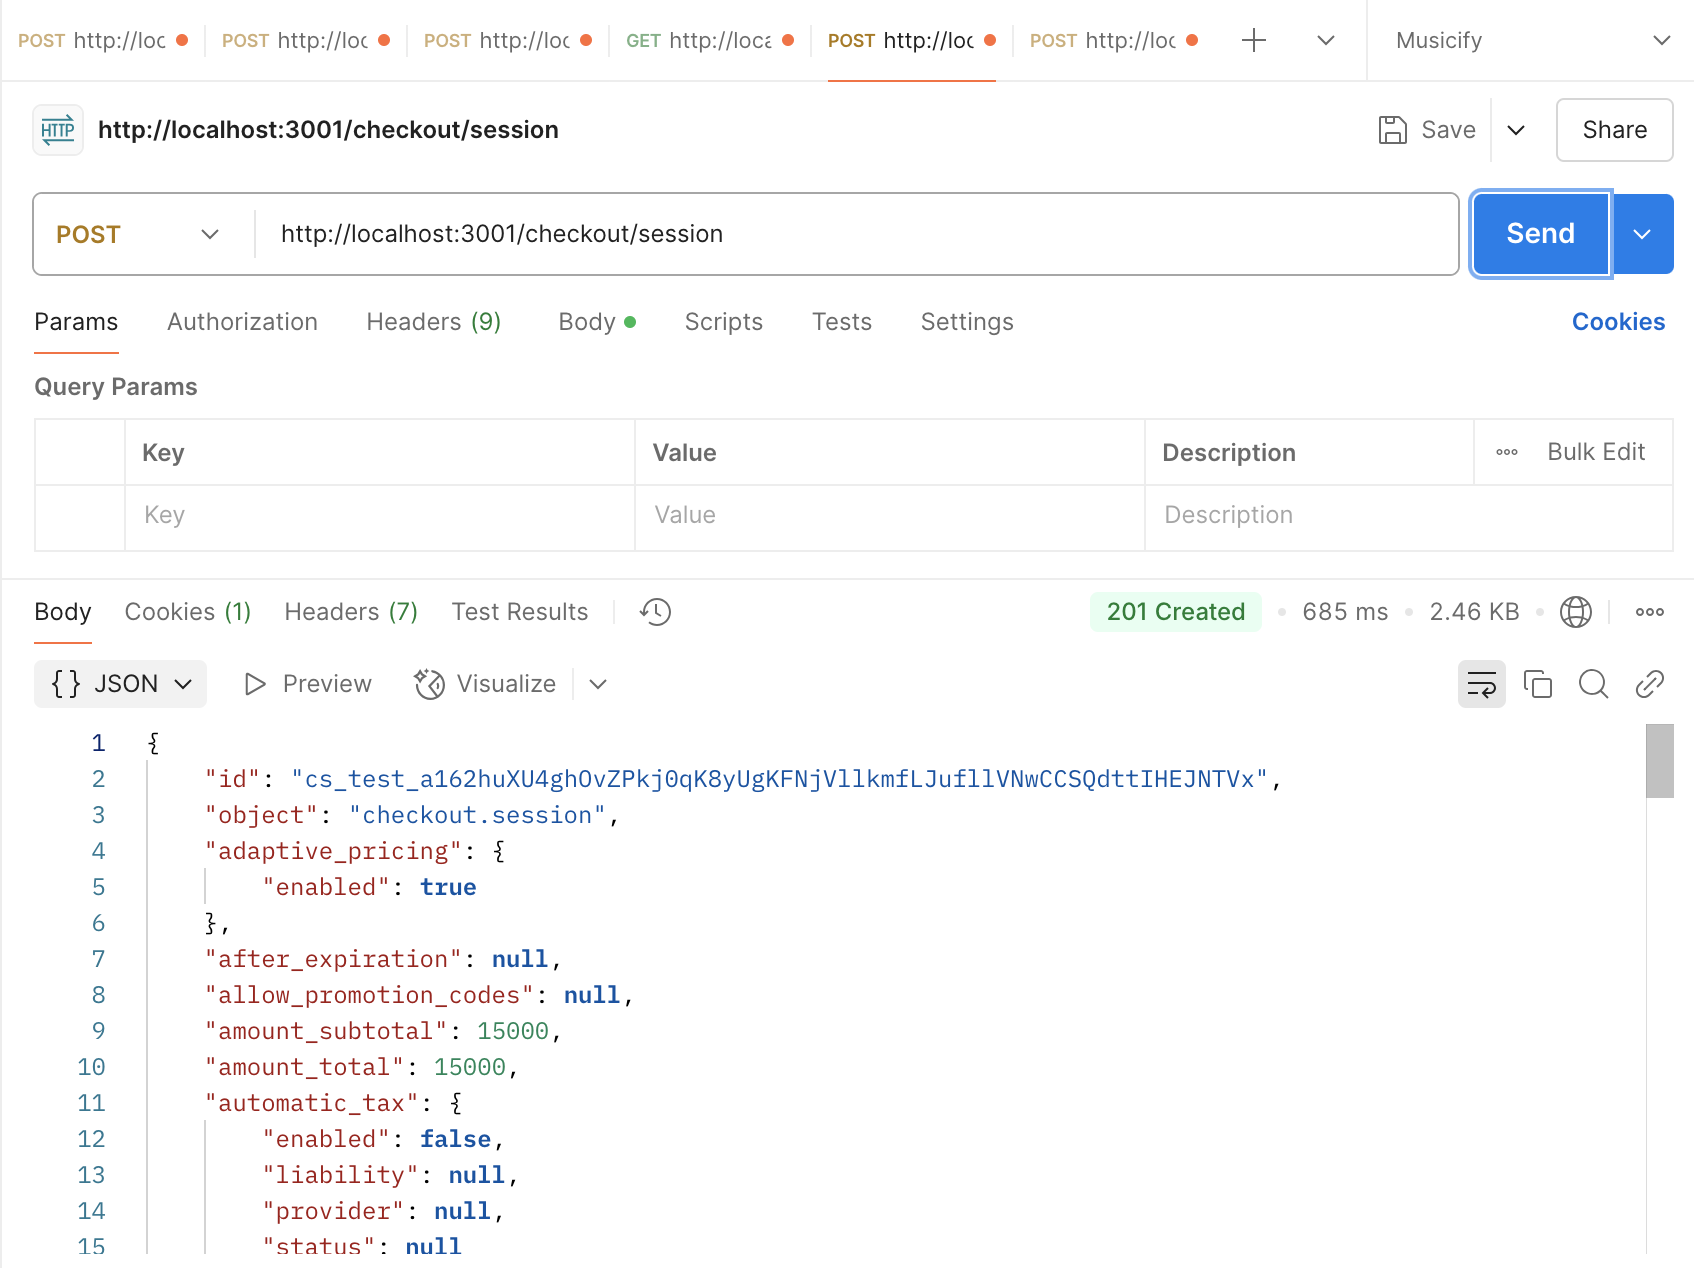 POST http://loc POST http://loc POST http://loc GET http://loca POST http://loc POST http://loc Musicify
HTTP http://localhost:3001/checkout/session Save Share
POST http://localhost:3001/checkout/session Send
Params Authorization Headers (9) Body Scripts Tests Settings Cookies
Query Params
Key Value Description Bulk Edit
Key Value Description
Body Cookies (1) Headers (7) Test Results 201 Created 685 ms 2.46 KB
{ } JSON Preview Visualize
1 {
2 "id": "cs_test_a162huXU4ghOvZPkj0qK8yUgKFNjVllkmfLJufllVNwCCSQdttIHEJNTVx",
3 "object": "checkout.session",
4 "adaptive_pricing": {
5 "enabled": true
6 },
7 "after_expiration": null,
8 "allow_promotion_codes": null,
9 "amount_subtotal": 15000,
10 "amount_total": 15000,
11 "automatic_tax": {
12 "enabled": false,
13 "liability": null,
14 "provider": null,
15 "status": null